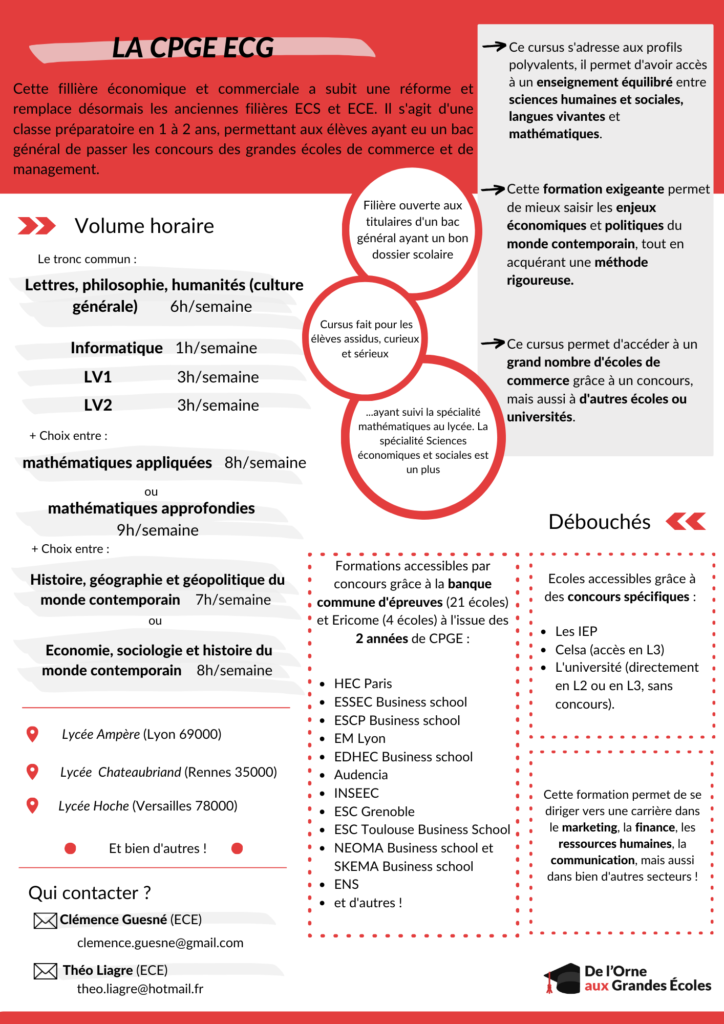 LA CPGE ECG
Cette fillière économique et commerciale a subit une réforme et
remplace désormais les anciennes filières ECS et ECE. Il s'agit d'une
classe préparatoire en 1 à 2 ans, permettant aux élèves ayant eu un bac
général de passer les concours des grandes écoles de commerce et de
management.
Ce cursus s'adresse aux profils
polyvalents, il permet d'avoir accès
à un enseignement équilibré entre
sciences humaines et sociales,
langues vivantes et
mathématiques.
Cette formation exigeante permet
de mieux saisir les enjeux
économiques et politiques du
monde contemporain, tout en
acquérant une méthode
rigoureuse.
Ce cursus permet d'accéder à un
grand nombre d'écoles de
commerce grâce à un concours,
mais aussi à d'autres écoles ou
universités.
Filière ouverte aux
titulaires d'un bac
général ayant un bon
dossier scolaire
Cursus fait pour les
élèves assidus, curieux
et sérieux
...ayant suivi la spécialité
mathématiques au lycée. La
spécialité Sciences
économiques et sociales est
un plus
Volume horaire
Le tronc commun :
Lettres, philosophie, humanités (culture
générale) 6h/semaine
Informatique 1h/semaine
LV1 3h/semaine
LV2 3h/semaine
+ Choix entre :
mathématiques appliquées 8h/semaine
ou
mathématiques approfondies
9h/semaine
+ Choix entre :
Histoire, géographie et géopolitique du
monde contemporain 7h/semaine
ou
Economie, sociologie et histoire du
monde contemporain 8h/semaine
Lycée Ampère (Lyon 69000)
Lycée Chateaubriand (Rennes 35000)
Lycée Hoche (Versailles 78000)
Et bien d'autres !
Qui contacter ?
Clémence Guesné (ECE)
clemence.guesne@gmail.com
Théo Liagre (ECE)
theo.liagre@hotmail.fr
Débouchés
Formations accessibles par
concours grâce à la banque
commune d'épreuves (21 écoles)
et Ericome (4 écoles) à l'issue des
2 années de CPGE :
• HEC Paris
• ESSEC Business school
• ESCP Business school
• EM Lyon
• EDHEC Business school
• Audencia
• INSEEC
• ESC Grenoble
• ESC Toulouse Business School
• NEOMA Business school et
SKEMA Business school
• ENS
• et d'autres !
Ecoles accessibles grâce à
des concours spécifiques :
• Les IEP
• Celsa (accès en L3)
• L'université (directement
en L2 ou en L3, sans
concours).
Cette formation permet de se
diriger vers une carrière dans
le marketing, la finance, les
ressources humaines, la
communication, mais aussi
dans bien d'autres secteurs !
De l'Orne
aux Grandes Écoles